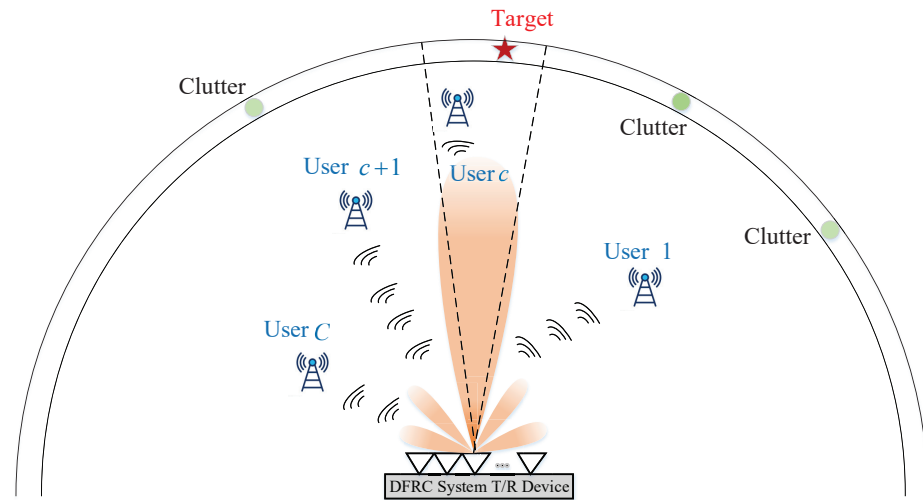 Target
Clutter
Clutter
User c+1
User c
Clutter
User 1
User C
...
DFRC System T/R Device